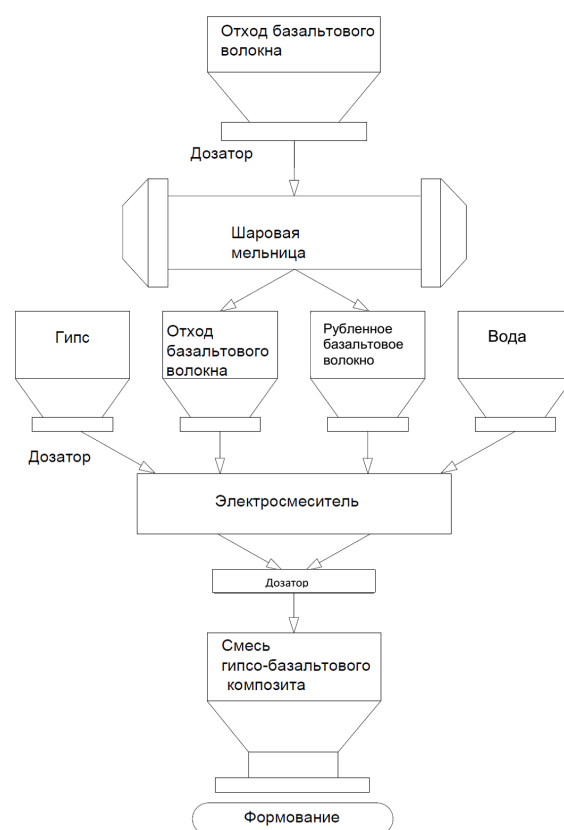 Отход базальтового
волокна
Дозатор
Шаровая
мельница
Гипс
Отход
базальтового
волокна
Рубленное
базальтовое
волокно
Вода
Дозатор
Электросмеситель
Дозатор
Смесь
гипсо-базальтового
композита
Формование